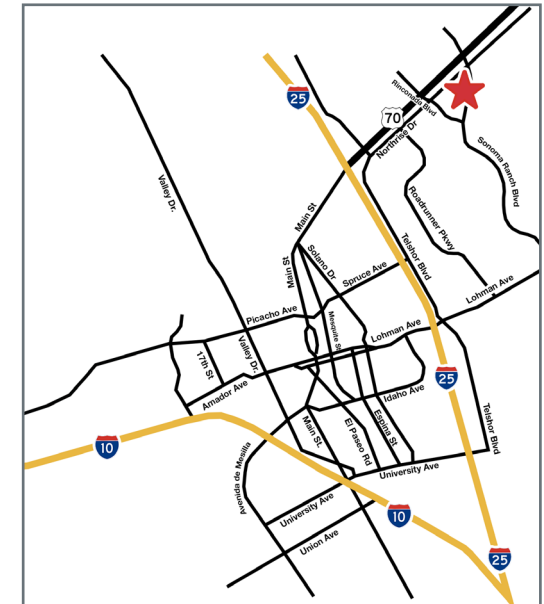 25
Rinconada Blvd
70
Northrise Dr
Sonoma Ranch Blvd
Valley Dr.
Roadrunner Pkwy
Main St
Telshor Blvd
Solano Dr
Main St
Spruce Ave
Lohman Ave
Picacho Ave
Mesquite St
Lohman Ave
Valley Dr.
17th St
25
Amador Ave
Idaho Ave
Telshor Blvd
Main St.
El Paseo Rd
Espina St
10
Avenida de Mesilla
University Ave
University Ave
10
Union Ave
25